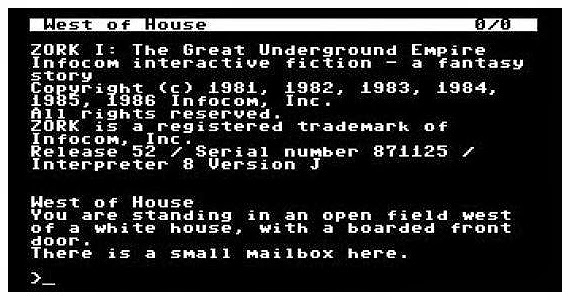 West of House 0/0
ZORK I: The Great Underground Empire
Infocom interactive fiction - a fantasy
story
Copyright (c) 1981, 1982, 1983, 1984,
1985, 1986 Infocom, Inc.
All rights reserved.
ZORK is a registered trademark of
Infocom, Inc.
Release 52 / Serial number 871125 /
Interpreter 8 Version J
West of House
You are standing in an open field west
of a white house, with a boarded front
door.
There is a small mailbox here.
>_